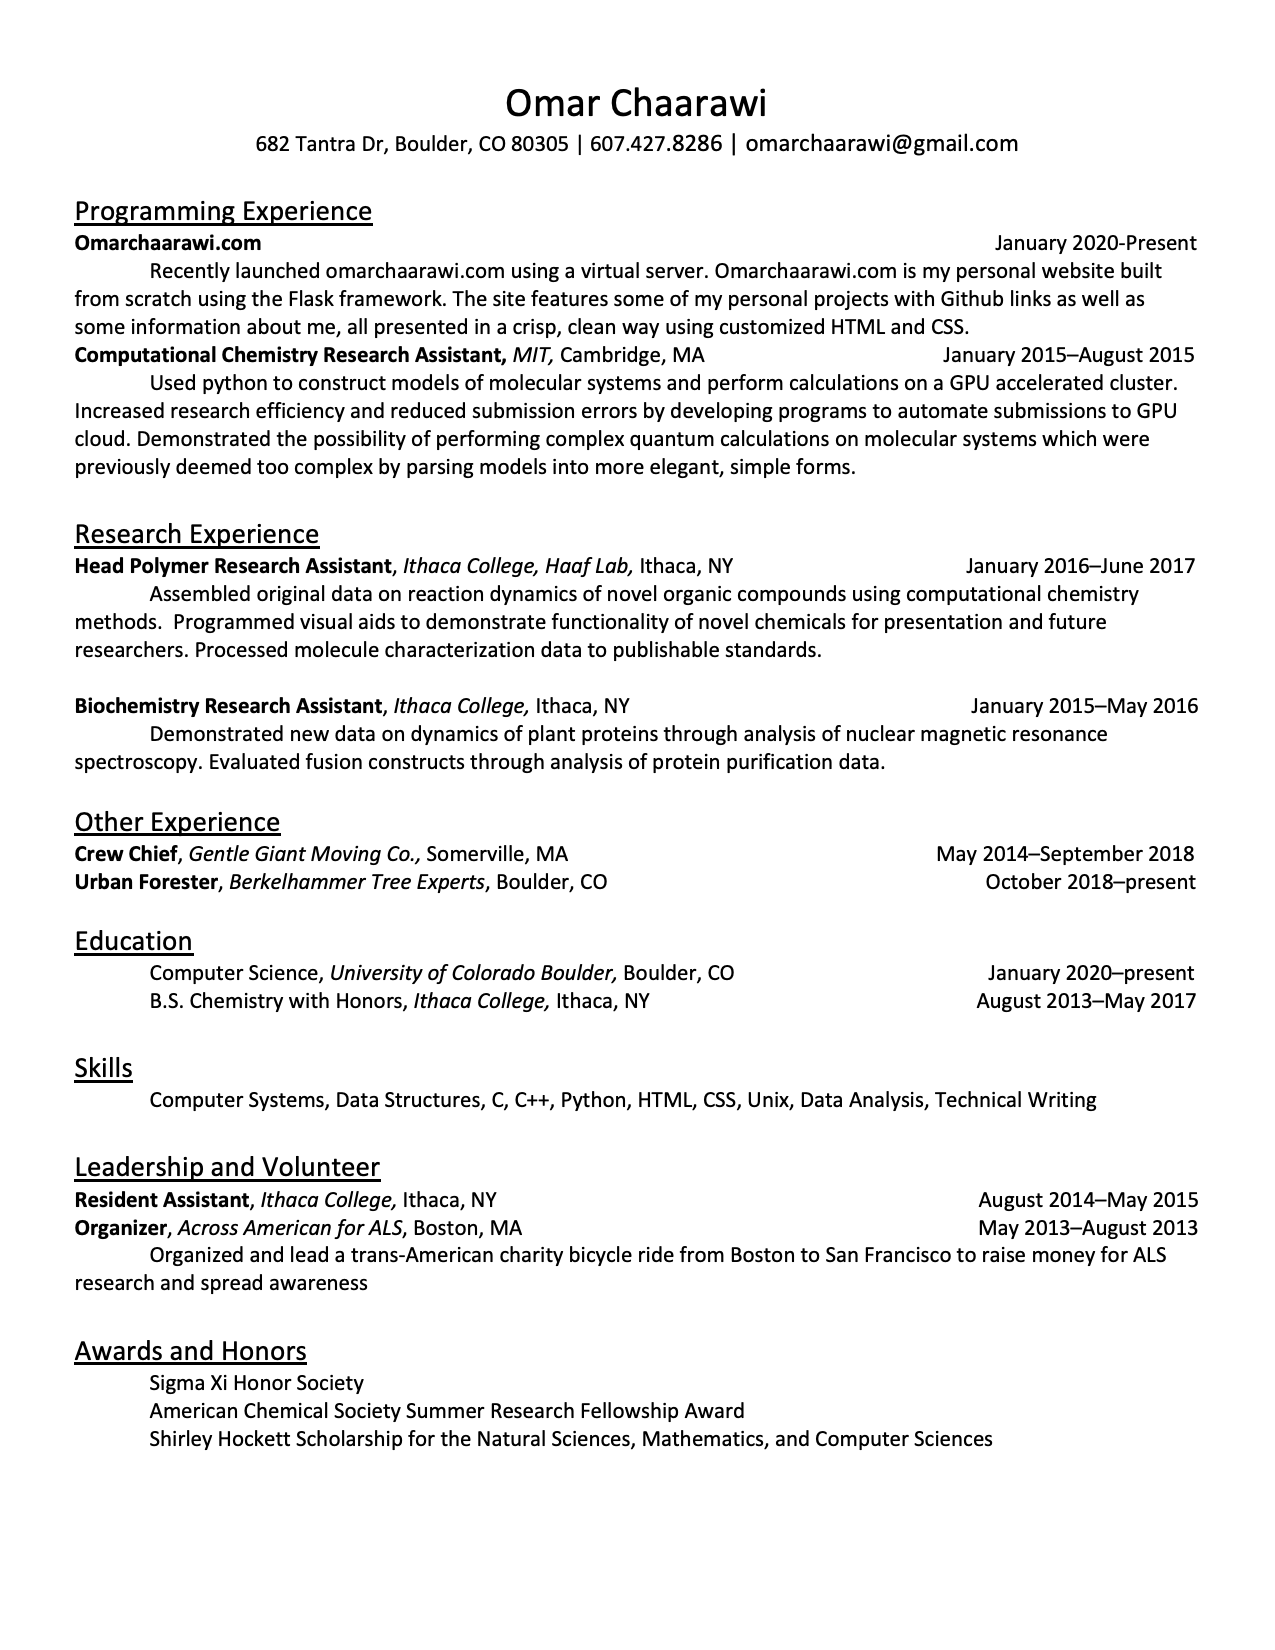 Omar Chaarawi
682 Tantra Dr, Boulder, CO 80305 | 607.427.8286 | omarchaarawi@gmail.com
Programming Experience
Omarchaarawi.com January 2020-Present
Recently launched omarchaarawi.com using a virtual server. Omarchaarawi.com is my personal website built
from scratch using the Flask framework. The site features some of my personal projects with Github links as well as
some information about me, all presented in a crisp, clean way using customized HTML and CSS.
Computational Chemistry Research Assistant, MIT, Cambridge, MA January 2015–August 2015
Used python to construct models of molecular systems and perform calculations on a GPU accelerated cluster.
Increased research efficiency and reduced submission errors by developing programs to automate submissions to GPU
cloud. Demonstrated the possibility of performing complex quantum calculations on molecular systems which were
previously deemed too complex by parsing models into more elegant, simple forms.
Research Experience
Head Polymer Research Assistant, Ithaca College, Haaf Lab, Ithaca, NY January 2016–June 2017
Assembled original data on reaction dynamics of novel organic compounds using computational chemistry
methods.  Programmed visual aids to demonstrate functionality of novel chemicals for presentation and future
researchers. Processed molecule characterization data to publishable standards.
Biochemistry Research Assistant, Ithaca College, Ithaca, NY January 2015–May 2016
Demonstrated new data on dynamics of plant proteins through analysis of nuclear magnetic resonance
spectroscopy. Evaluated fusion constructs through analysis of protein purification data.
Other Experience
Crew Chief, Gentle Giant Moving Co., Somerville, MA May 2014–September 2018
Urban Forester, Berkelhammer Tree Experts, Boulder, CO October 2018–present
Education
Computer Science, University of Colorado Boulder, Boulder, CO January 2020–present
B.S. Chemistry with Honors, Ithaca College, Ithaca, NY August 2013–May 2017
Skills
Computer Systems, Data Structures, C, C++, Python, HTML, CSS, Unix, Data Analysis, Technical Writing
Leadership and Volunteer
Resident Assistant, Ithaca College, Ithaca, NY August 2014–May 2015
Organizer, Across American for ALS, Boston, MA May 2013–August 2013
Organized and lead a trans-American charity bicycle ride from Boston to San Francisco to raise money for ALS
research and spread awareness
Awards and Honors
Sigma Xi Honor Society
American Chemical Society Summer Research Fellowship Award
Shirley Hockett Scholarship for the Natural Sciences, Mathematics, and Computer Sciences